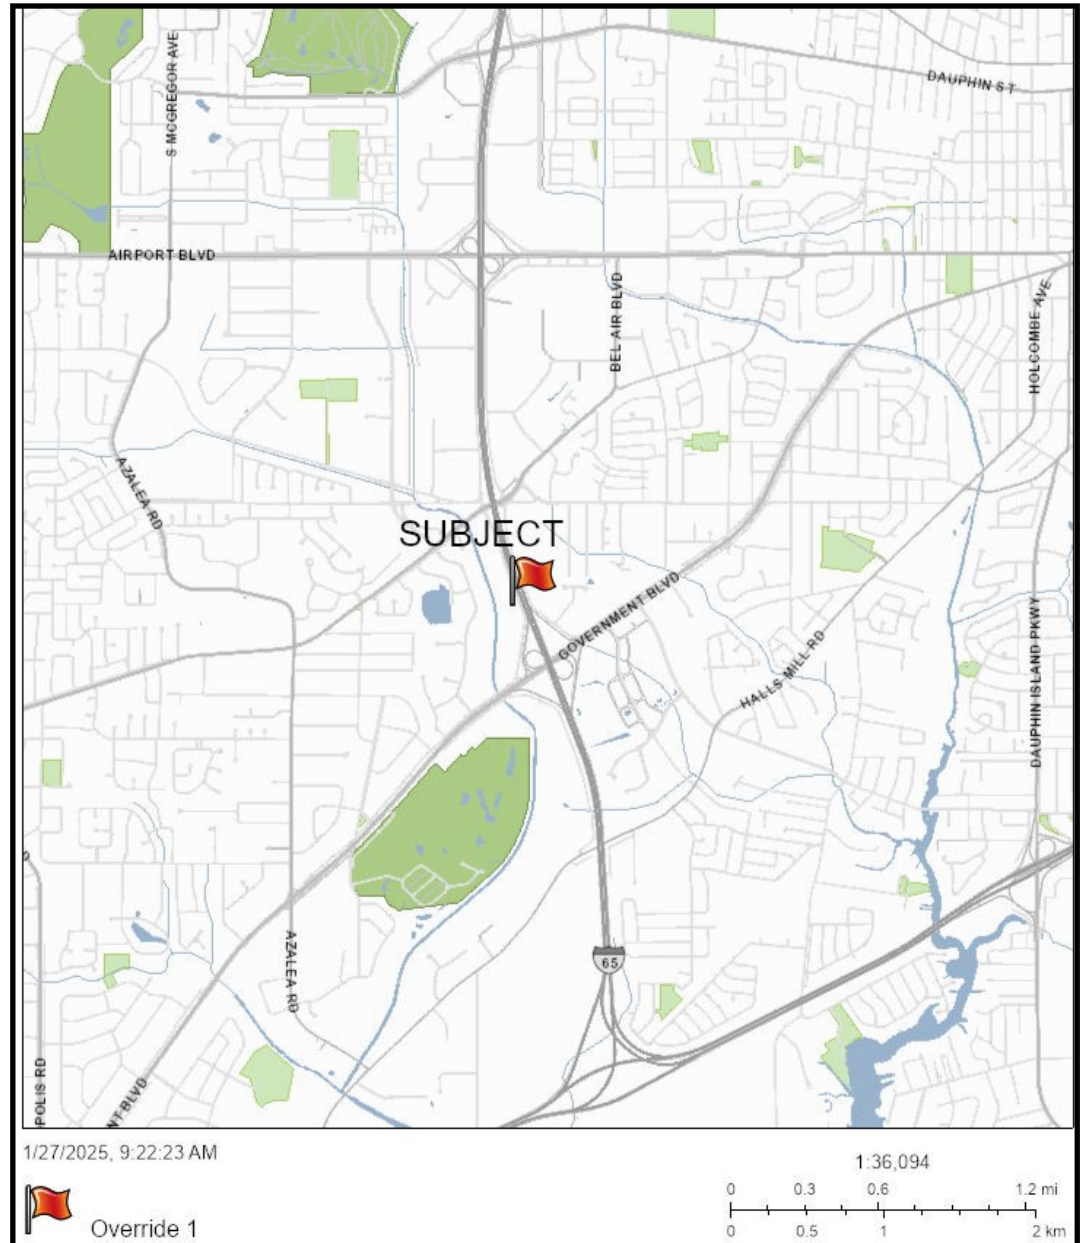 DAUPHIN ST
S MCGREGOR AVE
AIRPORT BLVD
BEL AIR BLVD
HOLCOMBE AVE
AZALEA RD
SUBJECT
GOVERNMENT BLVD
HALLS MILL RD
DAUPHIN ISLAND PKWY
AZALEA RD
65
POLIS RD
NT BLVD
1/27/2025, 9:22:23 AM
1:36,094
0 0.3 0.6 1.2 mi
0 0.5 1 2 km
Override 1